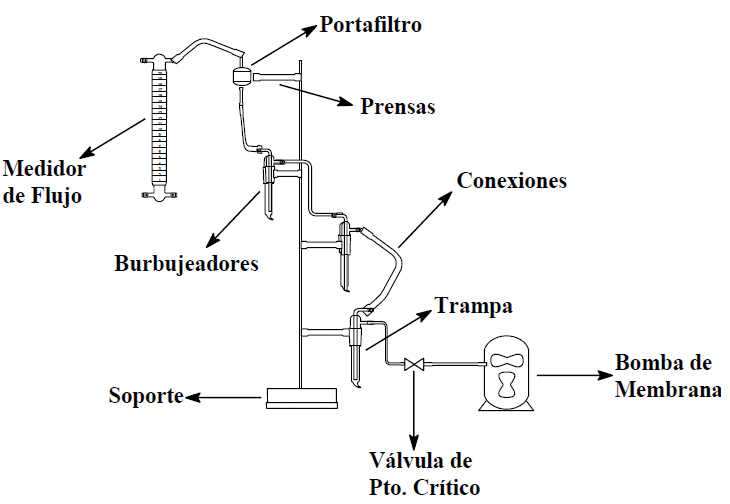 Portafiltro
Prensas
Medidor
de Flujo
Conexiones
Burbujeadores
Trampa
Bomba de
Membrana
Soporte
Válvula de
Pto. Crítico